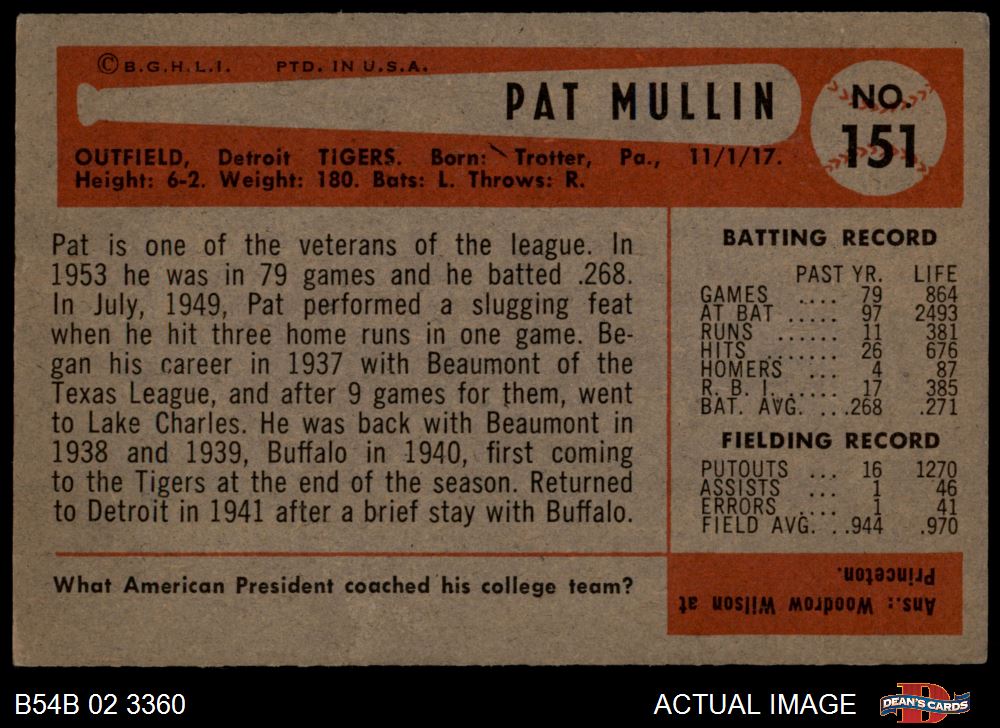 © B.G.H.L.I. PTD. IN U.S.A.
PAT MULLIN
NO.
151
OUTFIELD, Detroit TIGERS. Born: Trotter, Pa., 11/1/17.
Height: 6-2. Weight: 180. Bats: L. Throws: R.
Pat is one of the veterans of the league. In
1953 he was in 79 games and he batted .268.
In July, 1949, Pat performed a slugging feat
when he hit three home runs in one game. Be-
gan his career in 1937 with Beaumont of the
Texas League, and after 9 games for them, went
to Lake Charles. He was back with Beaumont in
1938 and 1939, Buffalo in 1940, first coming
to the Tigers at the end of the season. Returned
to Detroit in 1941 after a brief stay with Buffalo.
BATTING RECORD
PAST YR. LIFE
GAMES .... 79 864
AT BAT ..... 97 2493
RUNS ...... 11 381
HITS ........ 26 676
HOMERS ... 4 87
R. B. I. .... 17 385
BAT. AVG. ...268 .271
FIELDING RECORD
PUTOUTS ... 16 1270
ASSISTS ... 1 46
ERRORS .... 1 41
FIELD AVG. ..944 .970
What American President coached his college team?
Ans.: Woodrow Wilson at
Princeton.
B54B 02 3360
ACTUAL IMAGE
D
DEAN'S CARDS